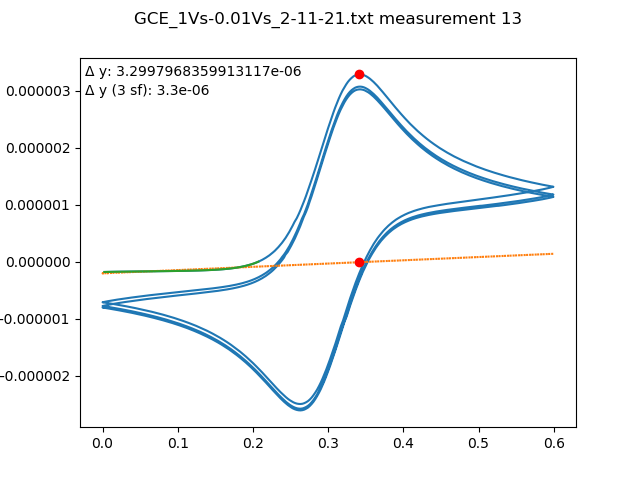 GCE_1Vs-0.01Vs_2-11-21.txt measurement 13
Δ y: 3.2997968359913117e-06
Δ y (3 sf): 3.3e-06
0.000003
0.000002
0.000001
0.000000
-0.000001
-0.000002
0.0 0.1 0.2 0.3 0.4 0.5 0.6